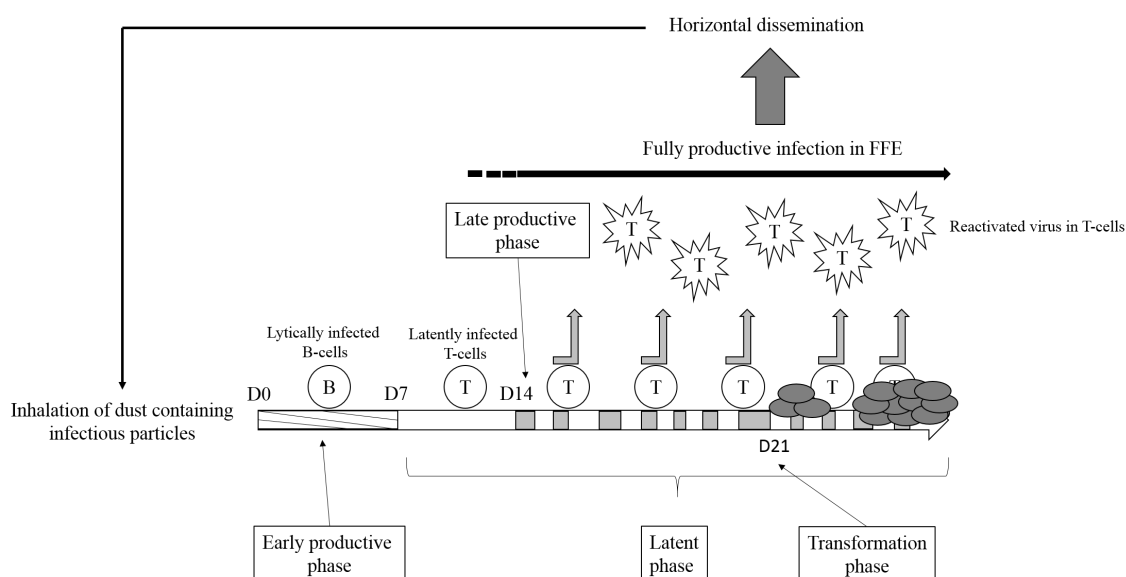 Horizontal dissemination
Fully productive infection in FFE
Late productive
phase
T
T
T
T
T
Reactivated virus in T-cells
Lytically infected
B-cells
Latently infected
T-cells
D0
B
D7
T
D14
T
T
T
T
T
Inhalation of dust containing
infectious particles
D21
Early productive
phase
Latent
phase
Transformation
phase